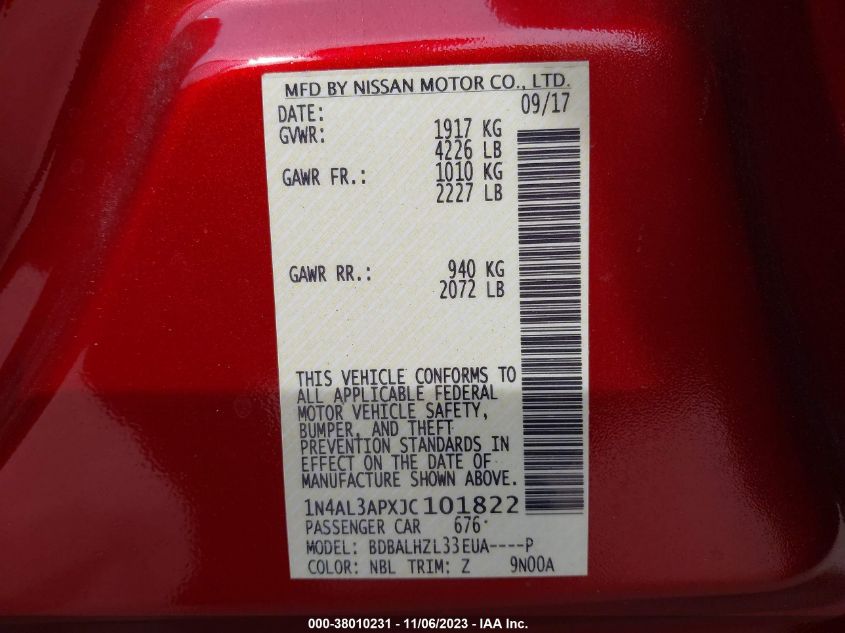 MFD BY NISSAN MOTOR CO., LTD.
DATE: 09/17
GVWR: 1917 KG
4226 LB
GAWR FR.: 1010 KG
2227 LB
GAWR RR.: 940 KG
2072 LB
THIS VEHICLE CONFORMS TO
ALL APPLICABLE FEDERAL
MOTOR VEHICLE SAFETY,
BUMPER, AND THEFT
PREVENTION STANDARDS IN
EFFECT ON THE DATE OF
MANUFACTURE SHOWN ABOVE.
1N4AL3APXJC101822
PASSENGER CAR 676
MODEL: BDBALHZL33EUA----P
COLOR: NBL TRIM: Z 9N00A
000-38010231 - 11/06/2023 - IAA Inc.